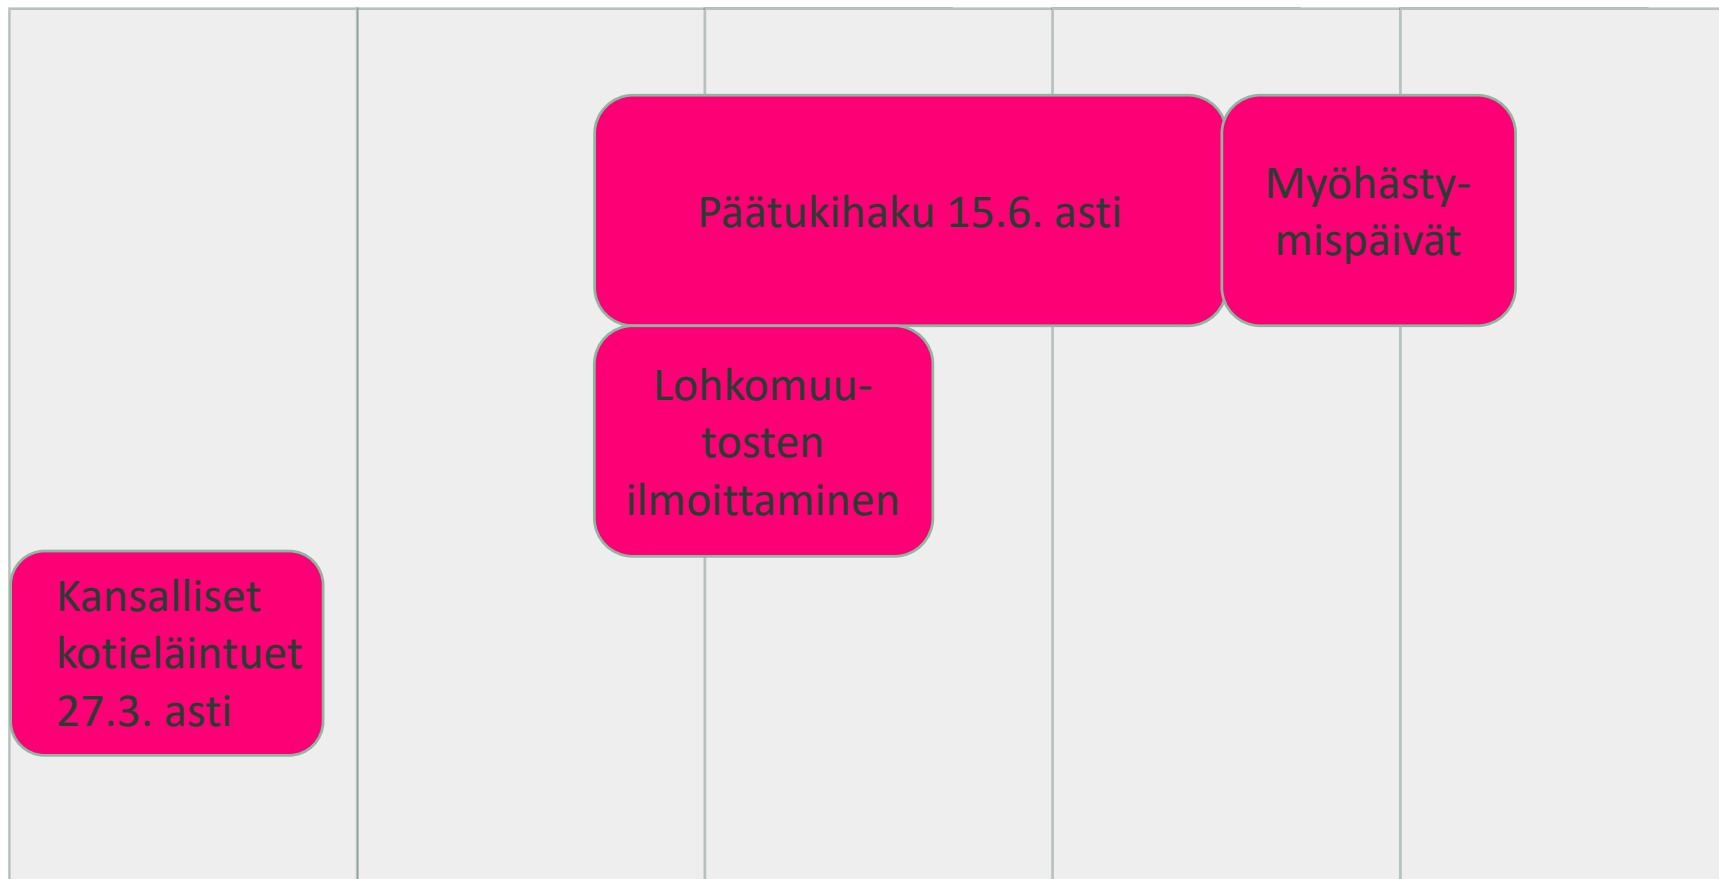 Päätukihaku 15.6. asti
Myöhästy-
mispäivät
Lohkomuu-
tosten
ilmoittaminen
Kansalliset
kotieläintuet
27.3. asti